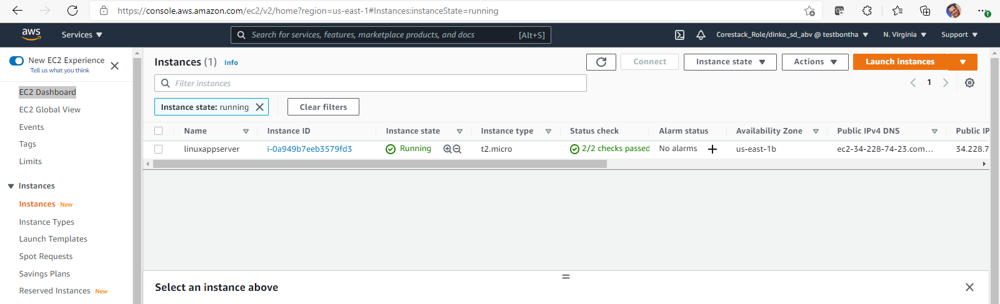 https://console.aws.amazon.com/ec2/v2/home?region=us-east-1#Instances:instanceState=running
aws Services Search for services, features, marketplace products, and docs [Alt+S] Corestack_Role/dinko_sd_abv @ testbontha N. Virginia Support
New EC2 Experience
Tell us what you think
EC2 Dashboard
EC2 Global View
Events
Tags
Limits
Instances
Instances New
Instance Types
Launch Templates
Spot Requests
Savings Plans
Reserved Instances New
Instances (1) Info Connect Instance state Actions Launch instances
Filter instances 1
Instance state: running Clear filters
Name Instance ID Instance state Instance type Status check Alarm status Availability Zone Public IPv4 DNS Public IP
linuxappserver i-0a949b7eeb3579fd3 Running t2.micro 2/2 checks passed No alarms + us-east-1b ec2-34-228-74-23.com... 34.228.7
Select an instance above